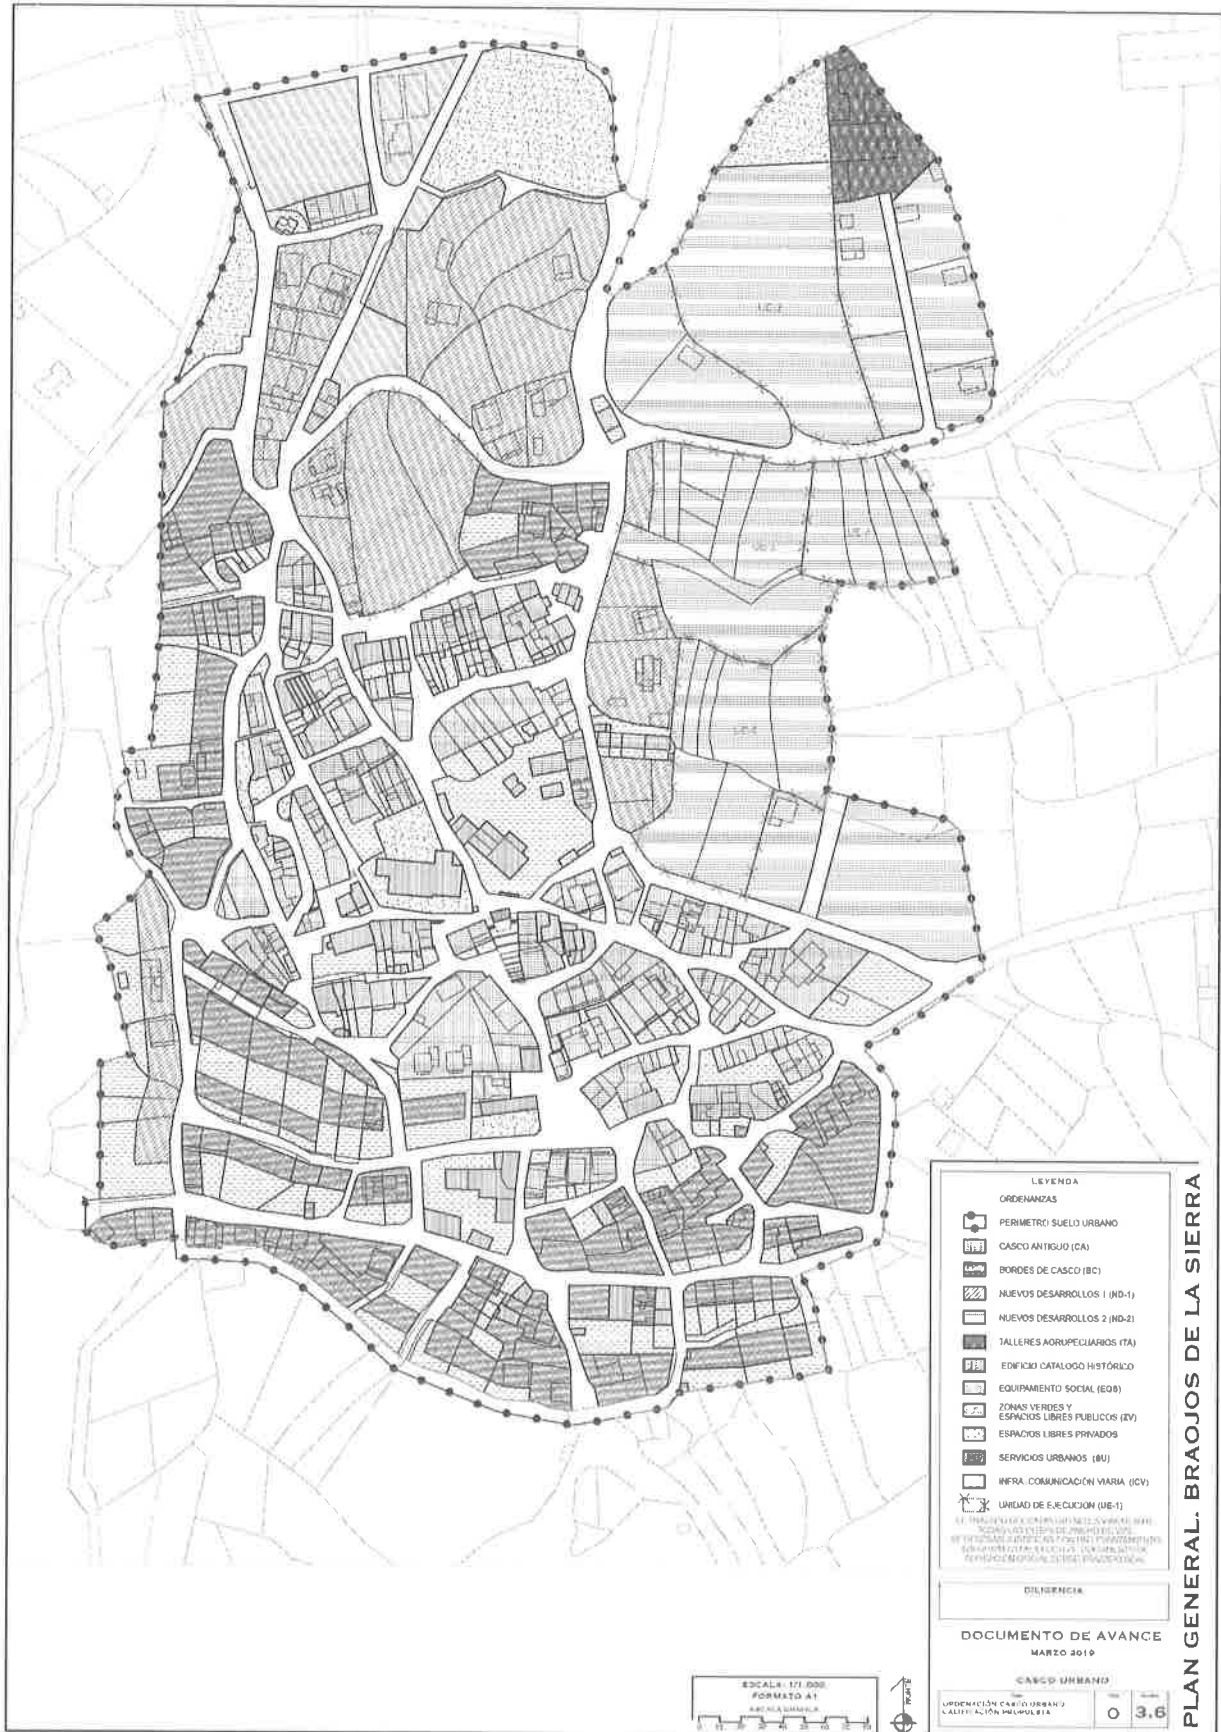 LEYENDA
ORDENANZAS
PERIMETRO SUELO URBANO
CASCO ANTIGUO (CA)
BORDES DE CASCO (BC)
NUEVOS DESARROLLOS 1 (ND-1)
NUEVOS DESARROLLOS 2 (ND-2)
TALLERES AGROPECUARIOS (TA)
EDIFICIO CATALOGO HISTÓRICO
EQUIPAMIENTO SOCIAL (EQS)
ZONAS VERDES Y
ESPACIOS LIBRES PUBLICOS (ZV)
ESPACIOS LIBRES PRIVADOS
SERVICIOS URBANOS (SU)
INFRA. COMUNICACIÓN VIARIA (ICV)
UNIDAD DE EJECUCIÓN (UE-1)
DILIGENCIA
DOCUMENTO DE AVANCE
MARZO 2019
CASCO URBANO
ORDENACIÓN CASCO URBANO
CALIFICACIÓN PROPUESTA
O
3.6
PLAN GENERAL. BRAOJOS DE LA SIERRA
ESCALA: 1/1.000
FORMATO A1
ESCALA GRAFICA
NORTE